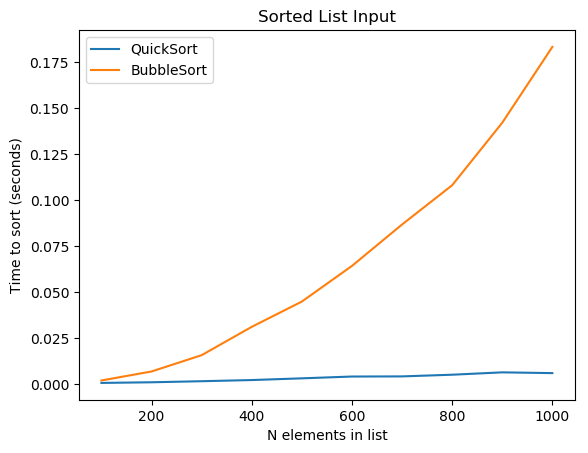 Sorted List Input
QuickSort
BubbleSort
Time to sort (seconds)
0.175
0.150
0.125
0.100
0.075
0.050
0.025
0.000
200
400
600
800
1000
N elements in list